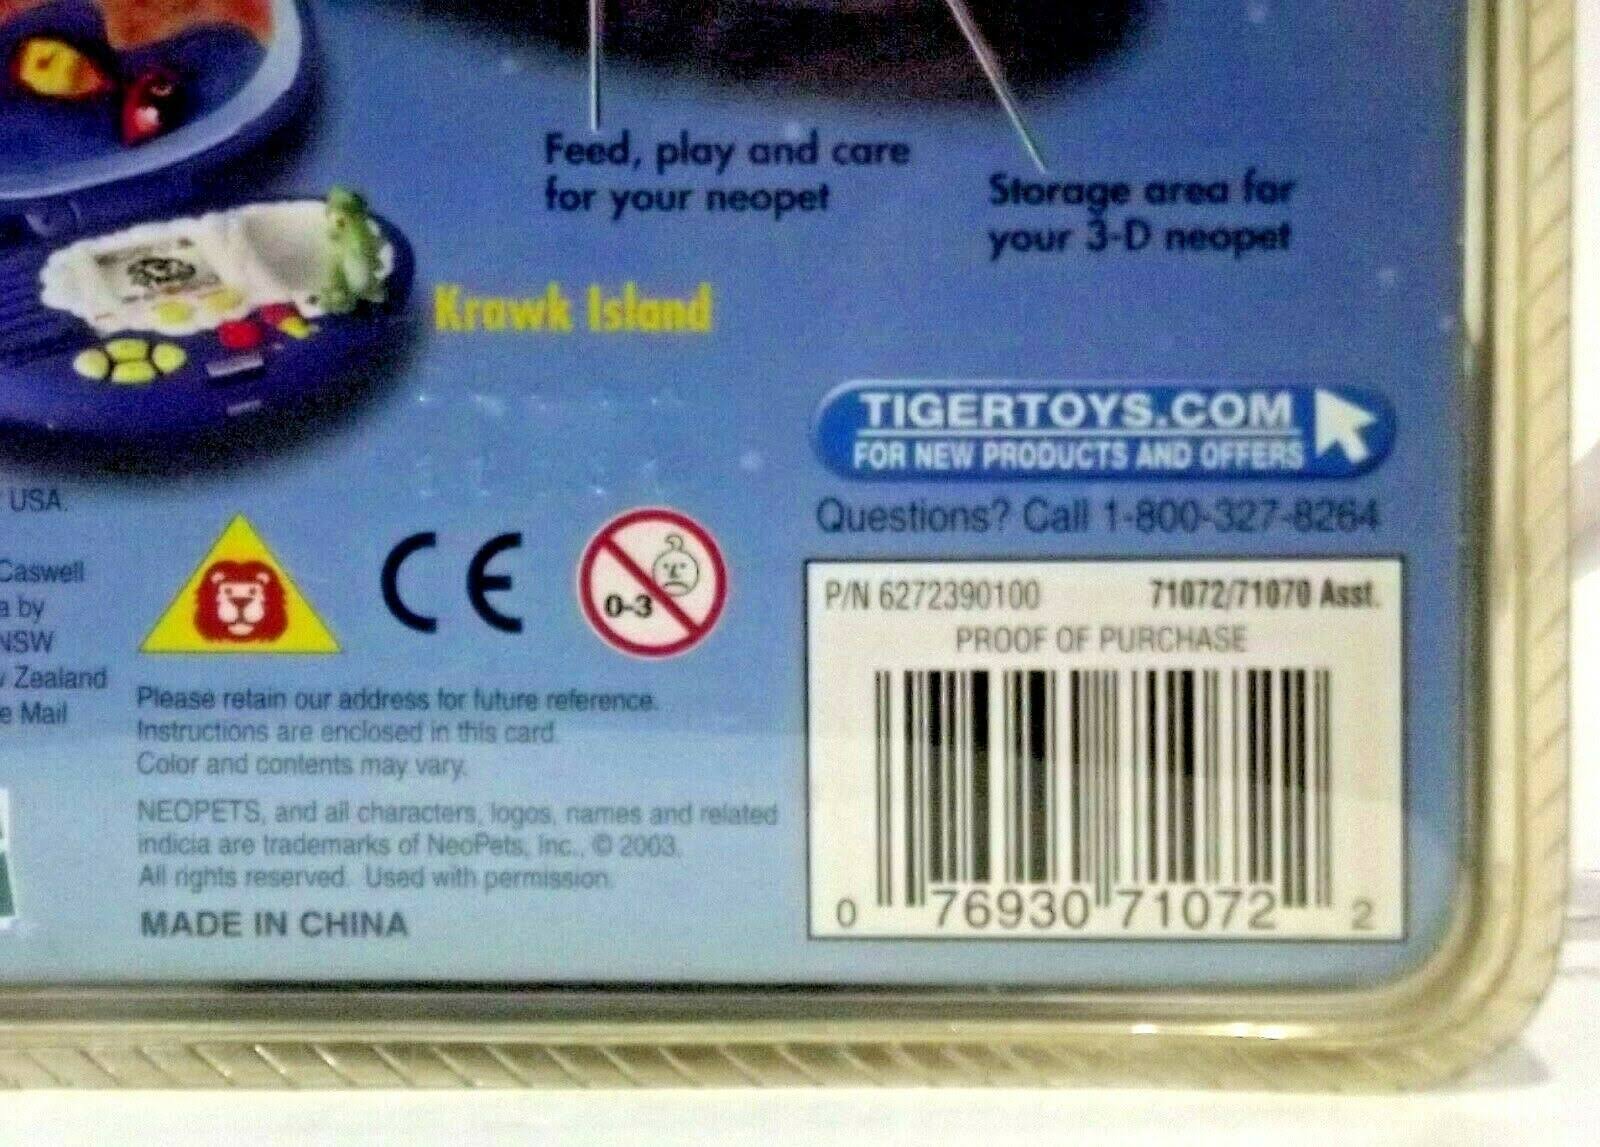 Feed, play and care
for your neopet
Storage area for
your 3-D neopet
Krawk Island
TIGERTOYS.COM
FOR NEW PRODUCTS AND OFFERS
Questions? Call 1-800-327-8264
USA.
Caswell
a by
NSW
Zealand
e Mail
CE
0-3
P/N 6272390100 71072/71070 Asst.
PROOF OF PURCHASE
Please retain our address for future reference.
Instructions are enclosed in this card.
Color and contents may vary.
NEOPETS, and all characters, logos, names and related
indicia are trademarks of NeoPets, Inc., © 2003.
All rights reserved. Used with permission.
MADE IN CHINA
0 76930 71072 2